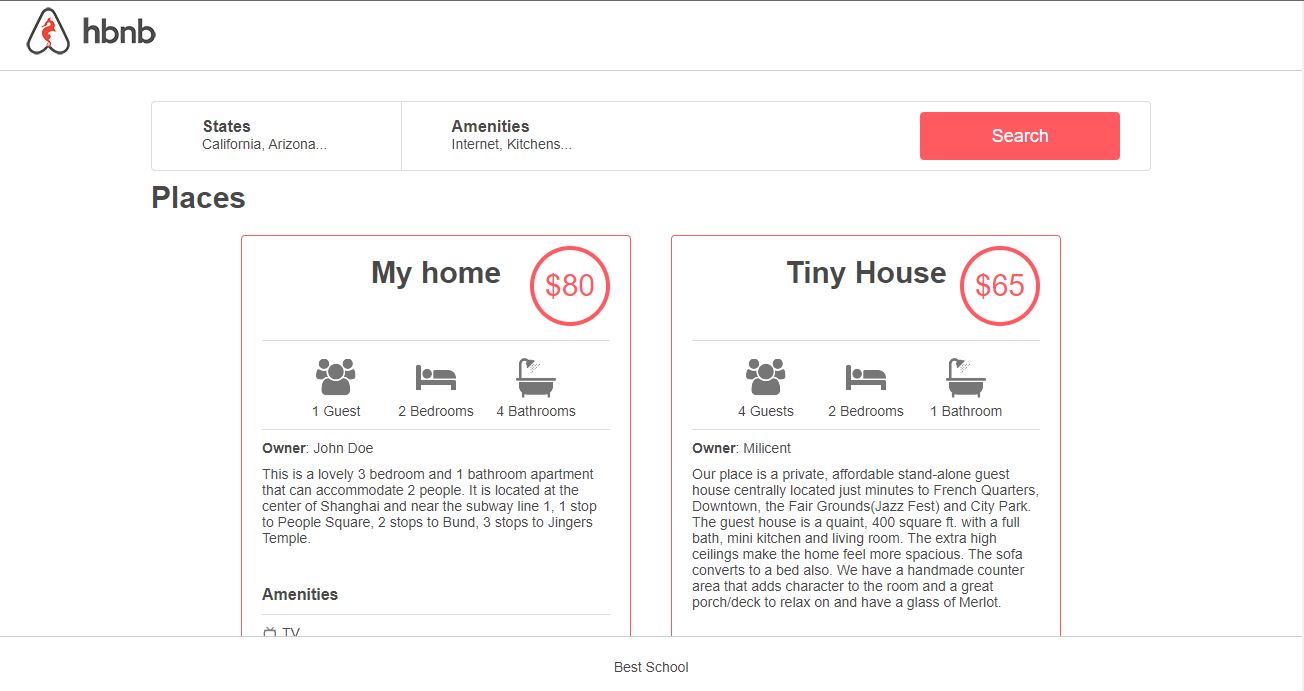 hbnb
States
California, Arizona...
Amenities
Internet, Kitchens...
Search
Places
My home
$80
1 Guest
2 Bedrooms
4 Bathrooms
Owner: John Doe
This is a lovely 3 bedroom and 1 bathroom apartment
that can accommodate 2 people. It is located at the
center of Shanghai and near the subway line 1, 1 stop
to People Square, 2 stops to Bund, 3 stops to Jingers
Temple.
Amenities
TV
Tiny House
$65
4 Guests
2 Bedrooms
1 Bathroom
Owner: Milicent
Our place is a private, affordable stand-alone guest
house centrally located just minutes to French Quarters,
Downtown, the Fair Grounds(Jazz Fest) and City Park.
The guest house is a quaint, 400 square ft. with a full
bath, mini kitchen and living room. The extra high
ceilings make the home feel more spacious. The sofa
converts to a bed also. We have a handmade counter
area that adds character to the room and a great
porch/deck to relax on and have a glass of Merlot.
Best School